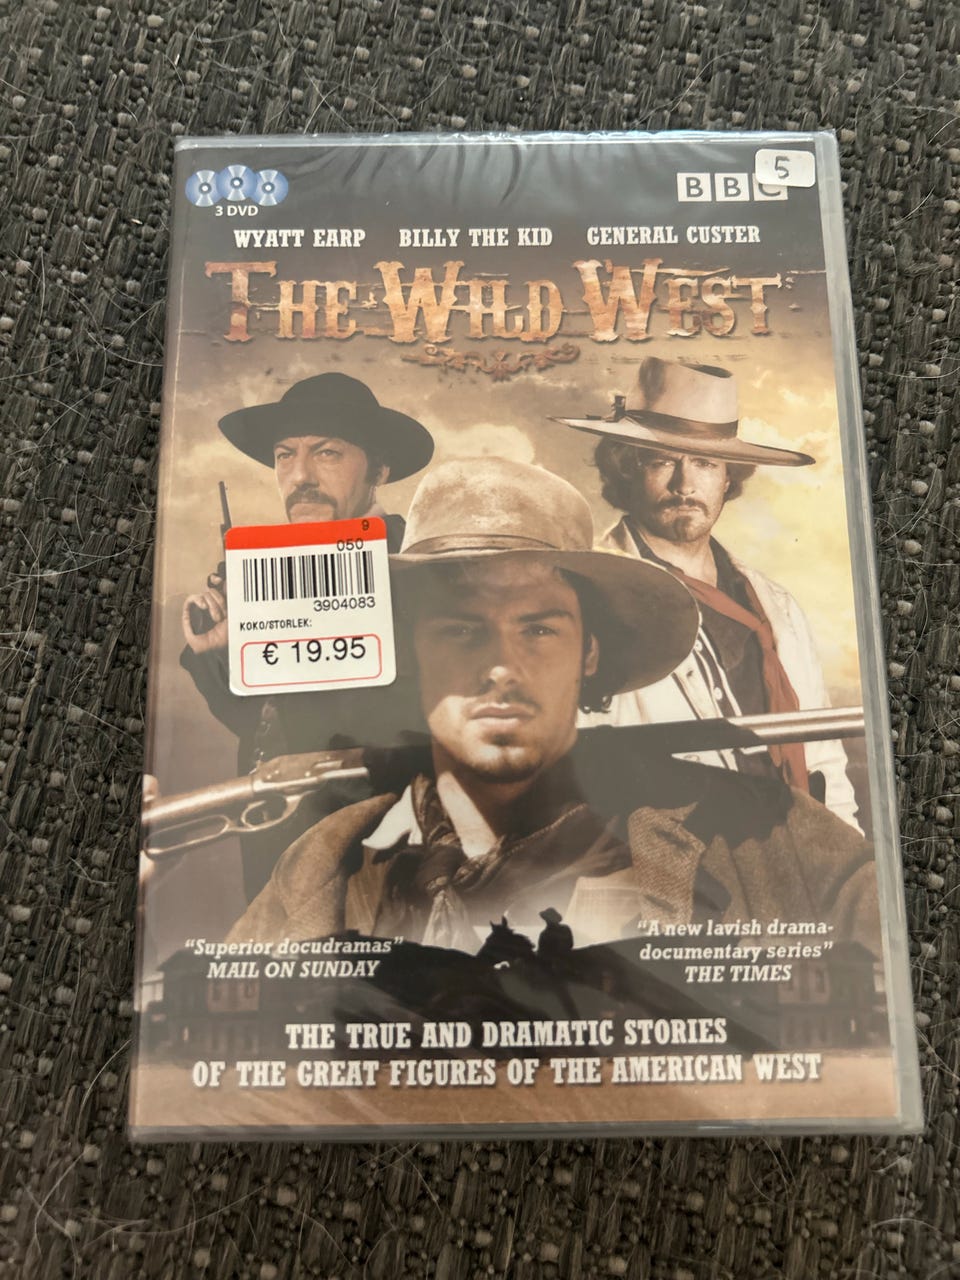 5
BBC
3 DVD
WYATT EARP BILLY THE KID GENERAL CUSTER
THE WILD WEST
9
050
3904083
KOKO/STORLEK:
€ 19.95
"Superior docudramas"
MAIL ON SUNDAY
"A new lavish drama-
documentary series"
THE TIMES
THE TRUE AND DRAMATIC STORIES
OF THE GREAT FIGURES OF THE AMERICAN WEST